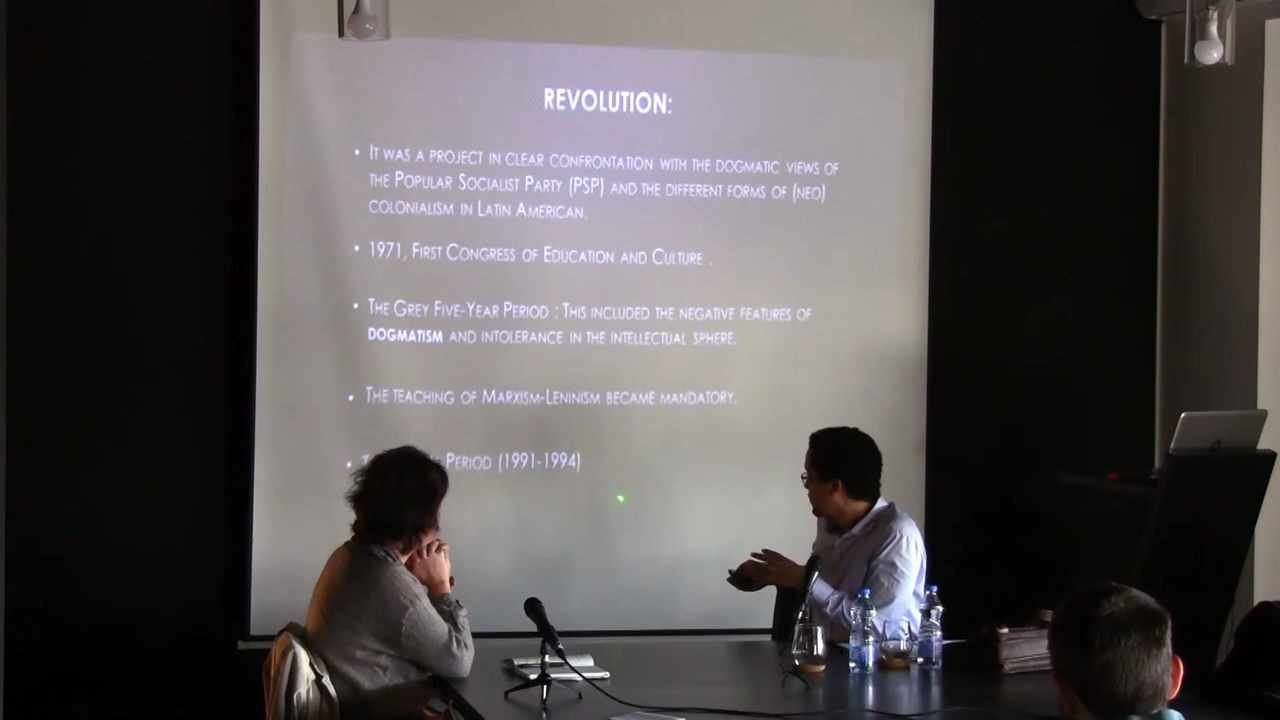 REVOLUTION:
• IT WAS A PROJECT IN CLEAR CONFRONTATION WITH THE DOGMATIC VIEWS OF
THE POPULAR SOCIALIST PARTY (PSP) AND THE DIFFERENT FORMS OF (NEO)
COLONIALISM IN LATIN AMERICAN.
• 1971, FIRST CONGRESS OF EDUCATION AND CULTURE .
• THE GREY FIVE-YEAR PERIOD : THIS INCLUDED THE NEGATIVE FEATURES OF
DOGMATISM AND INTOLERANCE IN THE INTELLECTUAL SPHERE.
• THE TEACHING OF MARXISM-LENINISM BECAME MANDATORY.
• PERIOD (1991-1994)